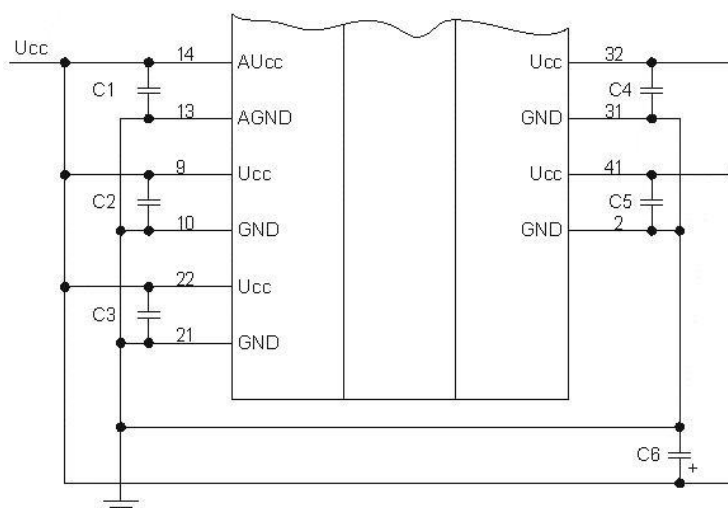 Ucc
14 AUcc Ucc 32
C1 C4
13 AGND GND 31
9 Ucc Ucc 41
C2 C5
10 GND GND 2
22 Ucc
C3
21 GND
C6
+